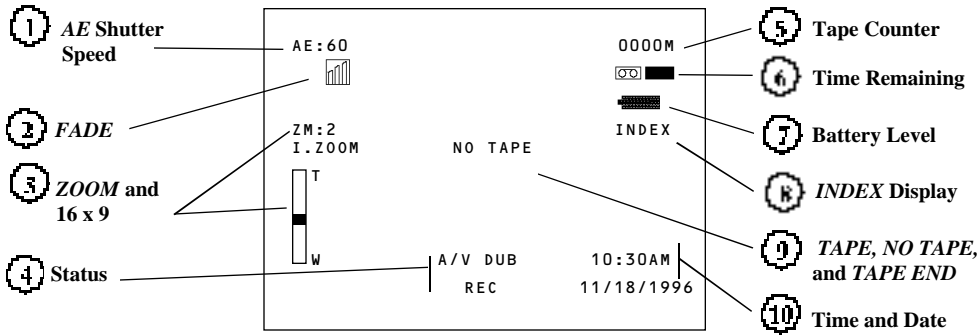 1 AE Shutter Speed
2 FADE
3 ZOOM and 16 x 9
4 Status
AE:60
0000M
ZM:2
I.ZOOM
NO TAPE
INDEX
T
W
A/V DUB
REC
10:30AM
11/18/1996
5 Tape Counter
6 Time Remaining
7 Battery Level
8 INDEX Display
9 TAPE, NO TAPE,
and TAPE END
10 Time and Date